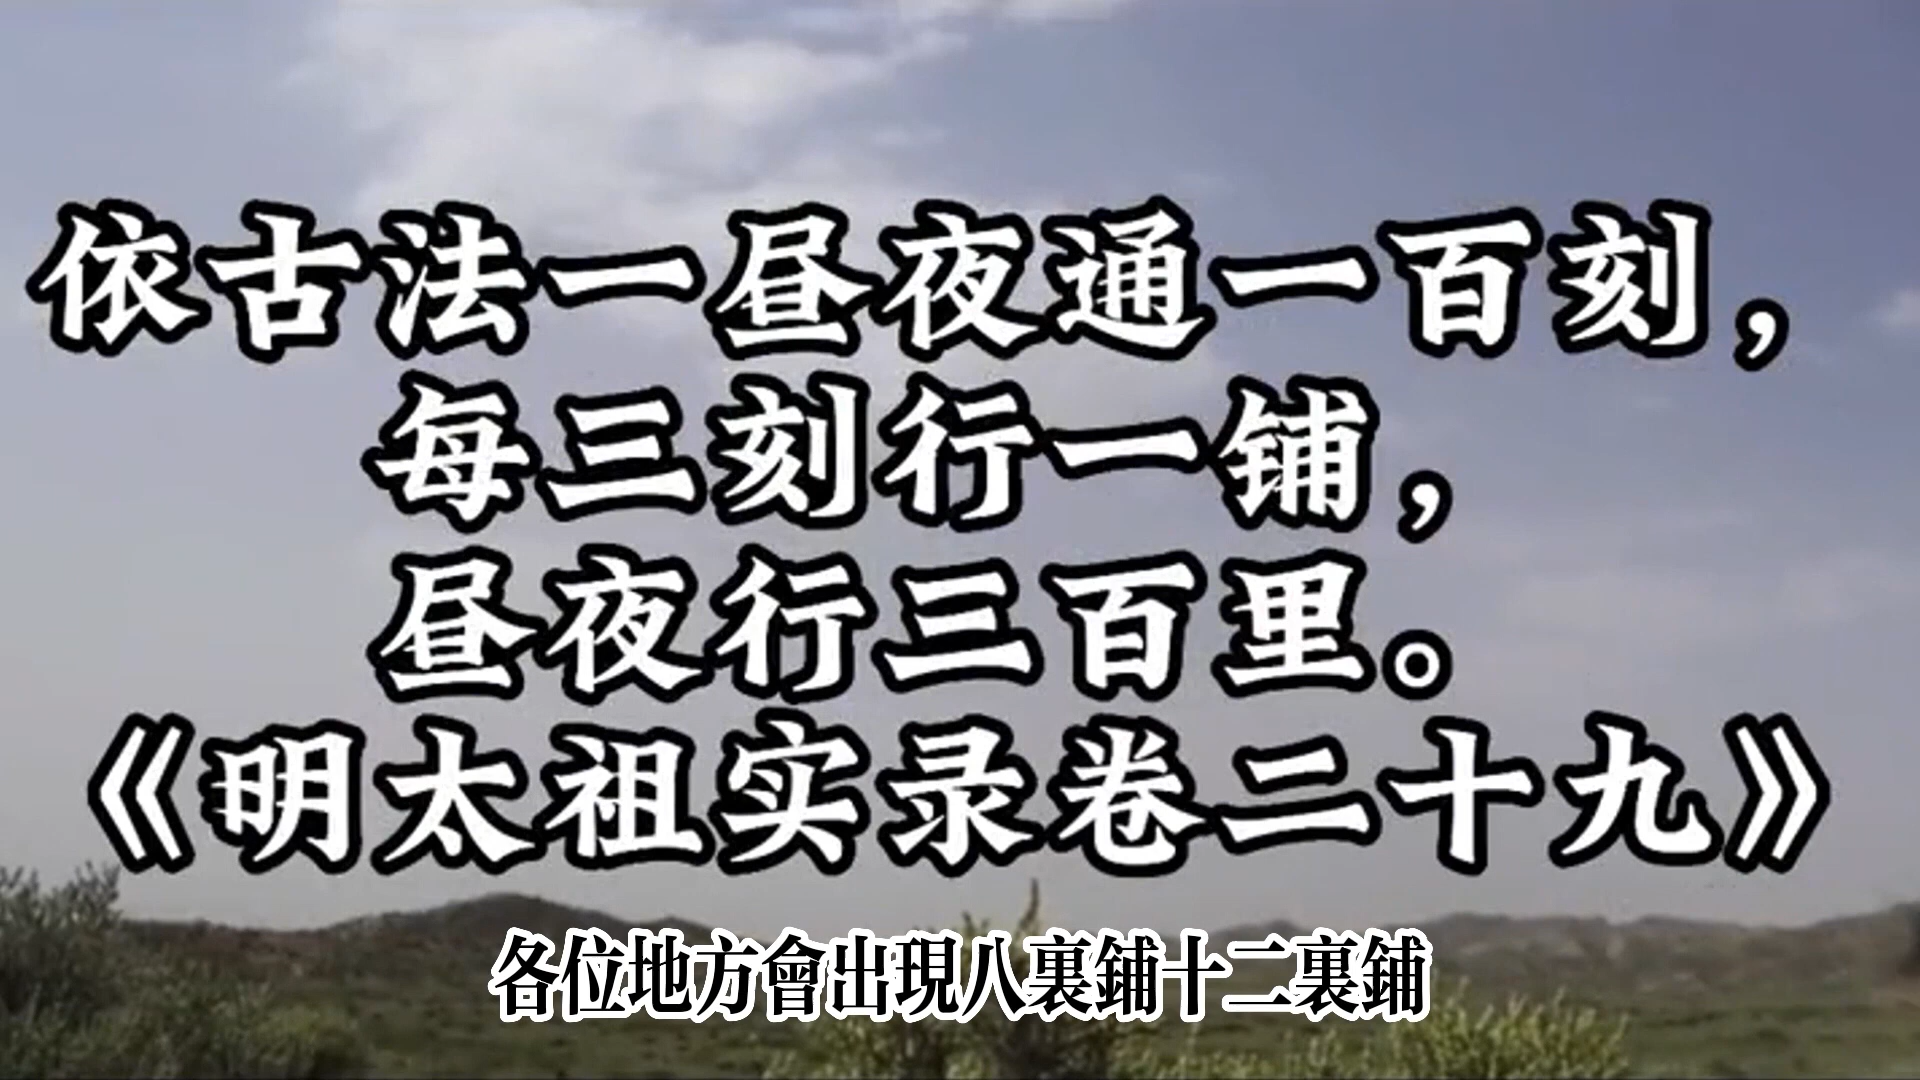 依古法一昼夜通一百刻，
每三刻行一铺，
昼夜行三百里。
《明太祖实录卷二十九》
各位地方會出現八裏鋪十二裏鋪